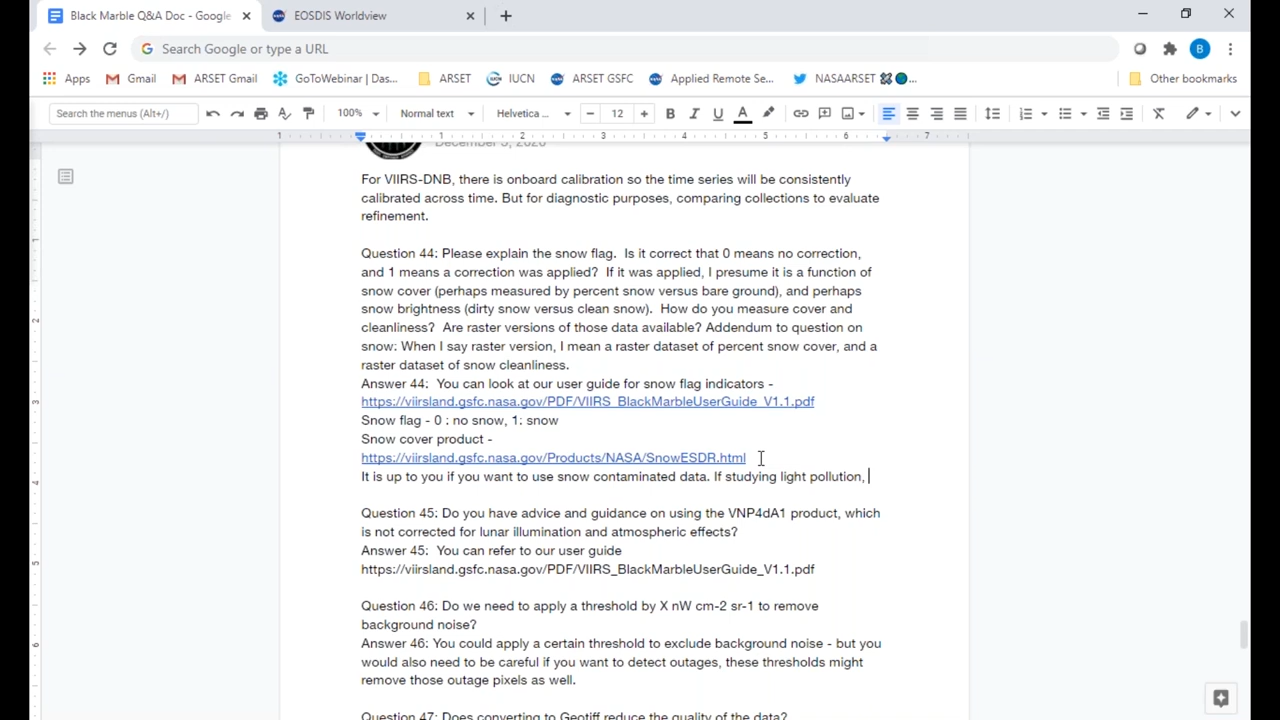 Black Marble Q&A Doc - Google
EOSDIS Worldview
Search Google or type a URL
B
Apps
Gmail
ARSET Gmail
GoToWebinar | Das...
ARSET
IUCN
ARSET GSFC
Applied Remote Se...
NASAARSET
Other bookmarks
Search the menus (Alt+/)
100%
Normal text
Helvetica ...
12
B I U A
1 1 2 3 4 5 6 7
December 3, 2020
For VIIRS-DNB, there is onboard calibration so the time series will be consistently
calibrated across time. But for diagnostic purposes, comparing collections to evaluate
refinement.
Question 44: Please explain the snow flag.  Is it correct that 0 means no correction,
and 1 means a correction was applied?  If it was applied, I presume it is a function of
snow cover (perhaps measured by percent snow versus bare ground), and perhaps
snow brightness (dirty snow versus clean snow).  How do you measure cover and
cleanliness?  Are raster versions of those data available? Addendum to question on
snow: When I say raster version, I mean a raster dataset of percent snow cover, and a
raster dataset of snow cleanliness.
Answer 44:  You can look at our user guide for snow flag indicators -
https://viirsland.gsfc.nasa.gov/PDF/VIIRS_BlackMarbleUserGuide_V1.1.pdf
Snow flag - 0 : no snow, 1: snow
Snow cover product -
https://viirsland.gsfc.nasa.gov/Products/NASA/SnowESDR.html
It is up to you if you want to use snow contaminated data. If studying light pollution,
Question 45: Do you have advice and guidance on using the VNP4dA1 product, which
is not corrected for lunar illumination and atmospheric effects?
Answer 45:  You can refer to our user guide
https://viirsland.gsfc.nasa.gov/PDF/VIIRS_BlackMarbleUserGuide_V1.1.pdf
Question 46: Do we need to apply a threshold by X nW cm-2 sr-1 to remove
background noise?
Answer 46: You could apply a certain threshold to exclude background noise - but you
would also need to be careful if you want to detect outages, these thresholds might
remove those outage pixels as well.
Question 47: Does converting to Geotiff reduce the quality of the data?